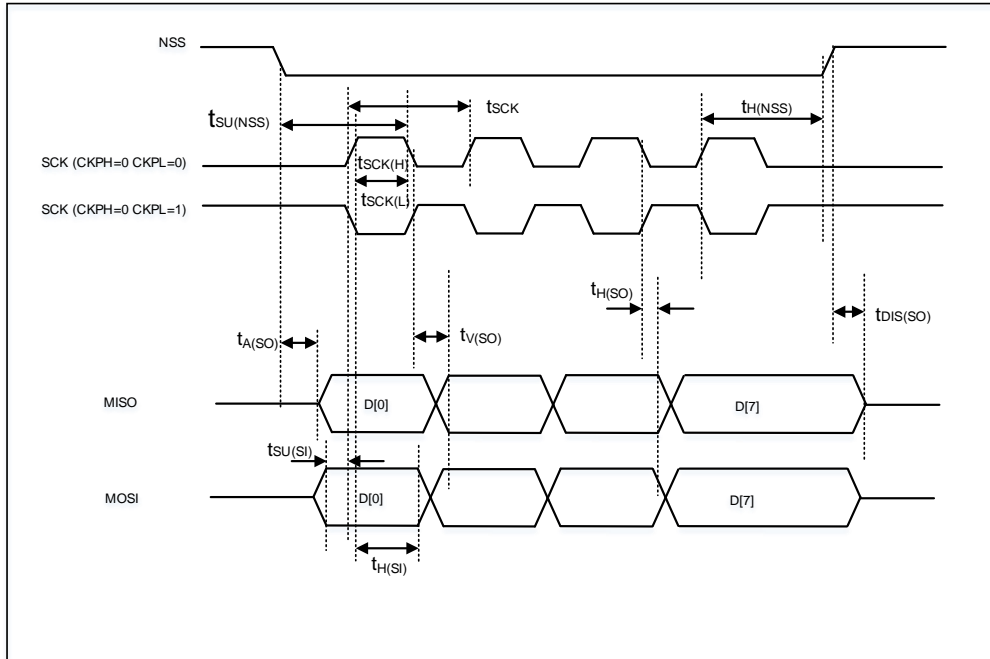 NSS
tSCK
tH(NSS)
tSU(NSS)
SCK (CKPH=0 CKPL=0)
tSCK(H)
tSCK(L)
SCK (CKPH=0 CKPL=1)
tH(SO)
tDIS(SO)
tV(SO)
tA(SO)
MISO
D[0]
D[7]
tSU(SI)
MOSI
D[0]
D[7]
tH(SI)